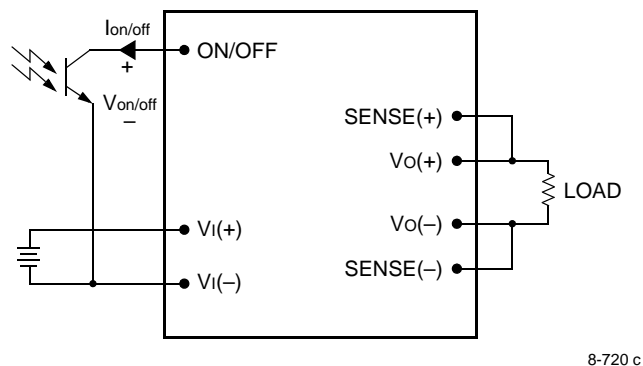 Ion/off
ON/OFF
+
Von/off
–
SENSE(+)
VO(+)
LOAD
VI(+)
VO(–)
VI(–)
SENSE(–)
8-720 c